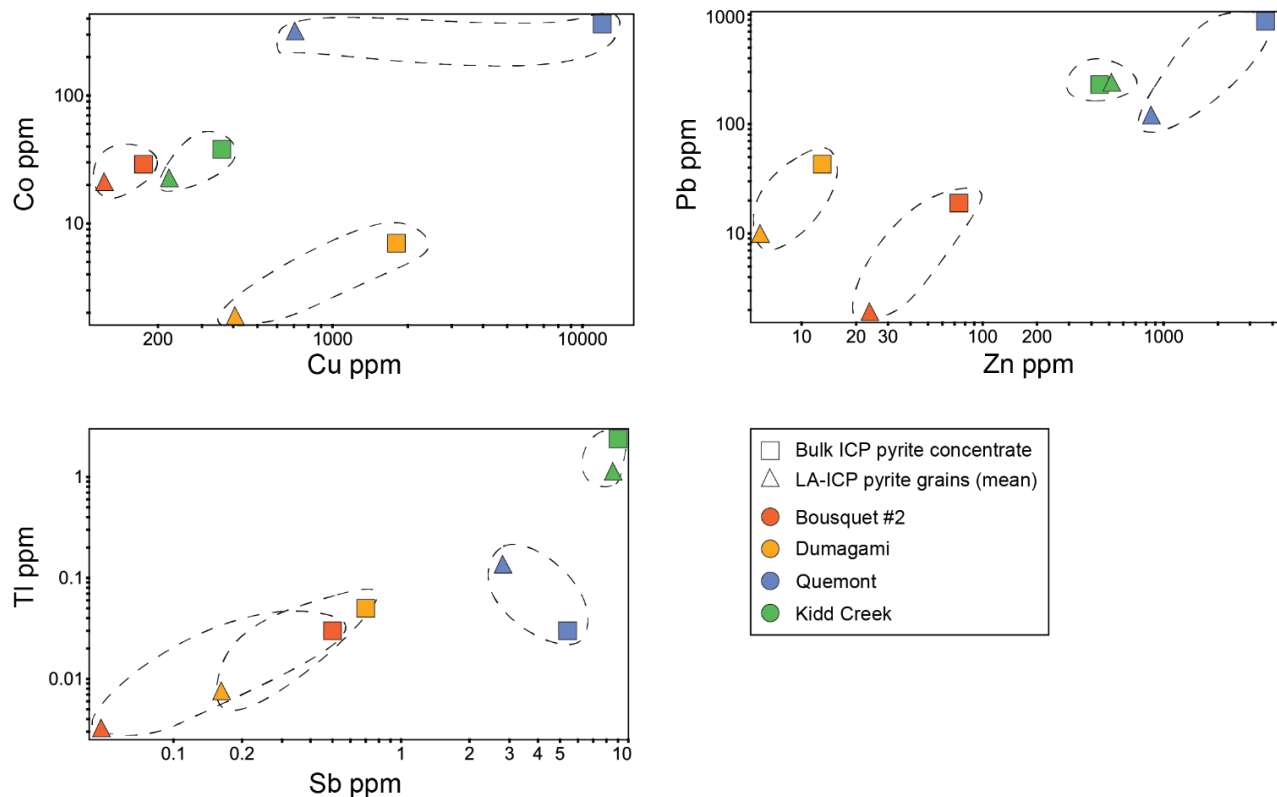 100
10
Co ppm
200
1000
10000
Cu ppm
1000
100
10
Pb ppm
10
20
30
100
1000
Zn ppm
1
0.1
0.01
Tl ppm
0.1
0.2
1
2
3
4
5
10
Sb ppm
Bulk ICP pyrite concentrate
LA-ICP pyrite grains (mean)
Bousquet #2
Dumagami
Quemont
Kidd Creek